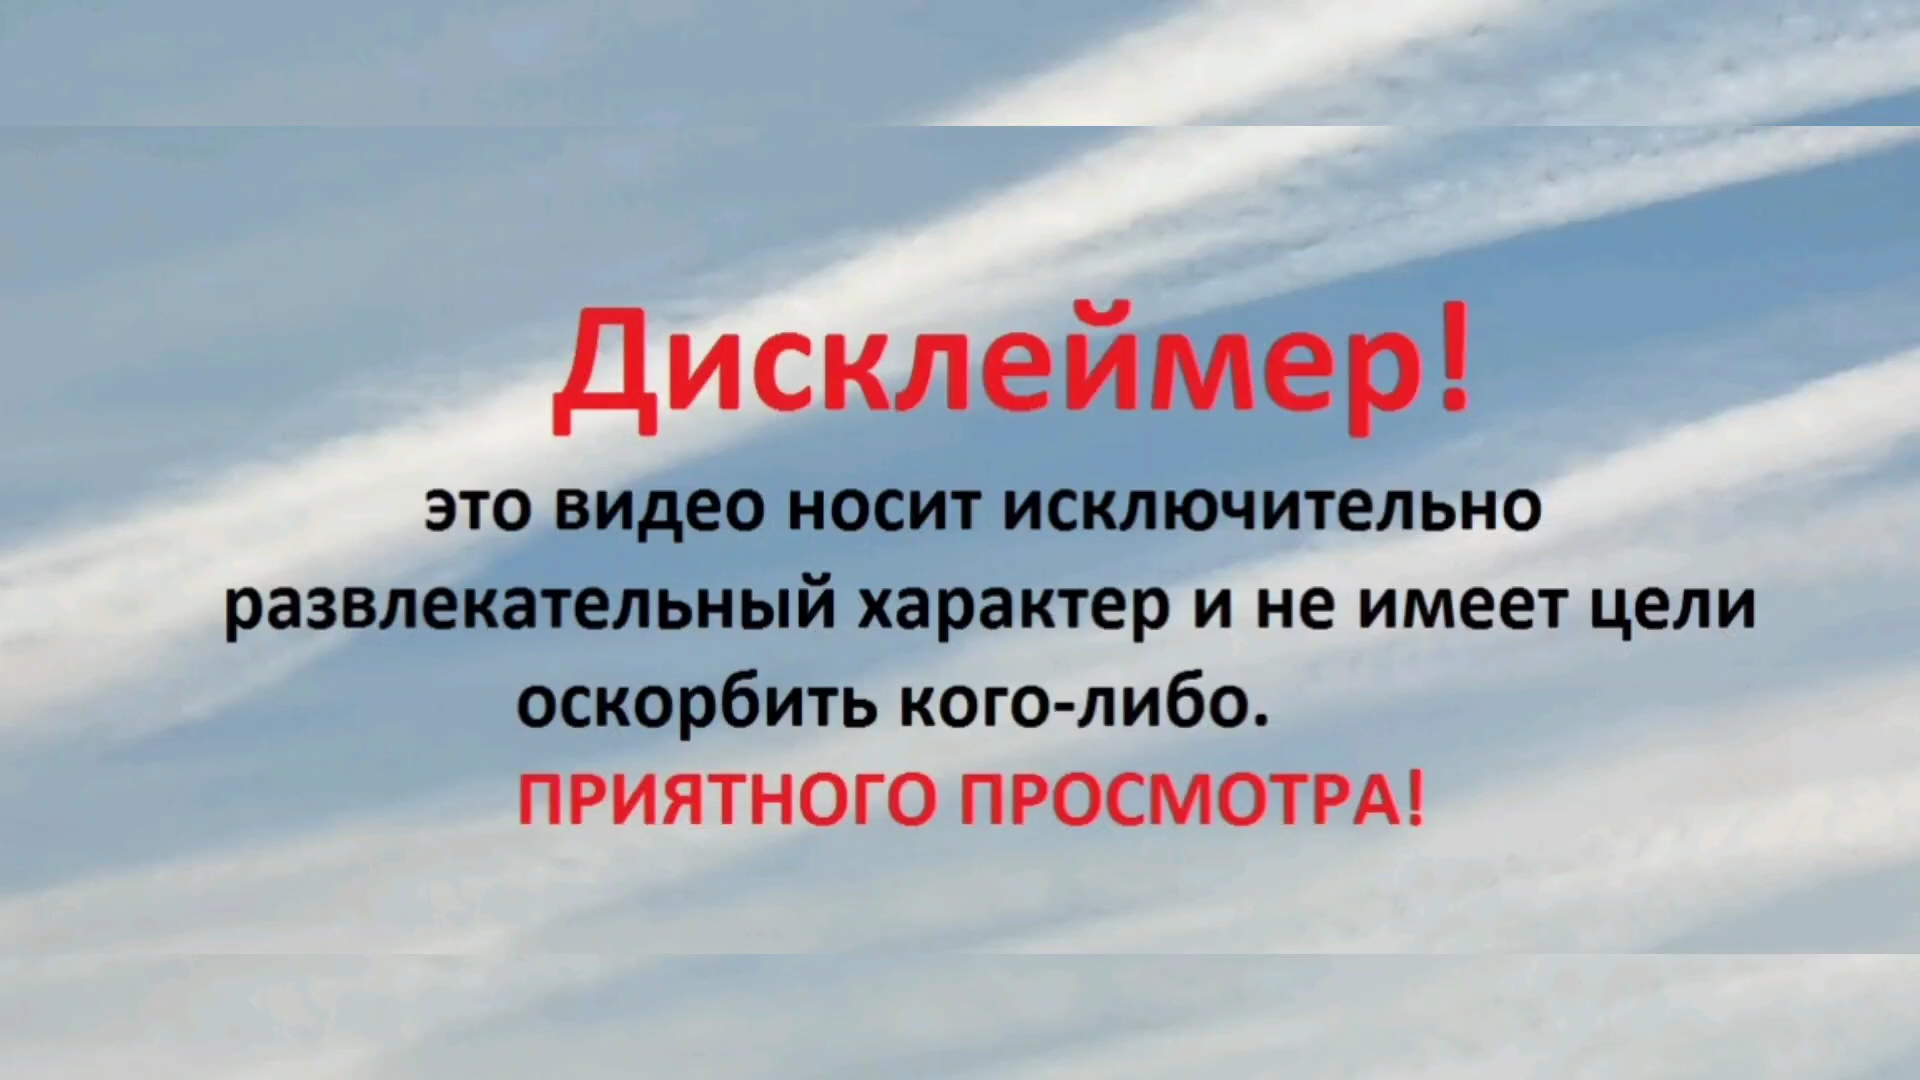 Дисклеймер!
это видео носит исключительно
развлекательный характер и не имеет цели
оскорбить кого-либо.
ПРИЯТНОГО ПРОСМОТРА!